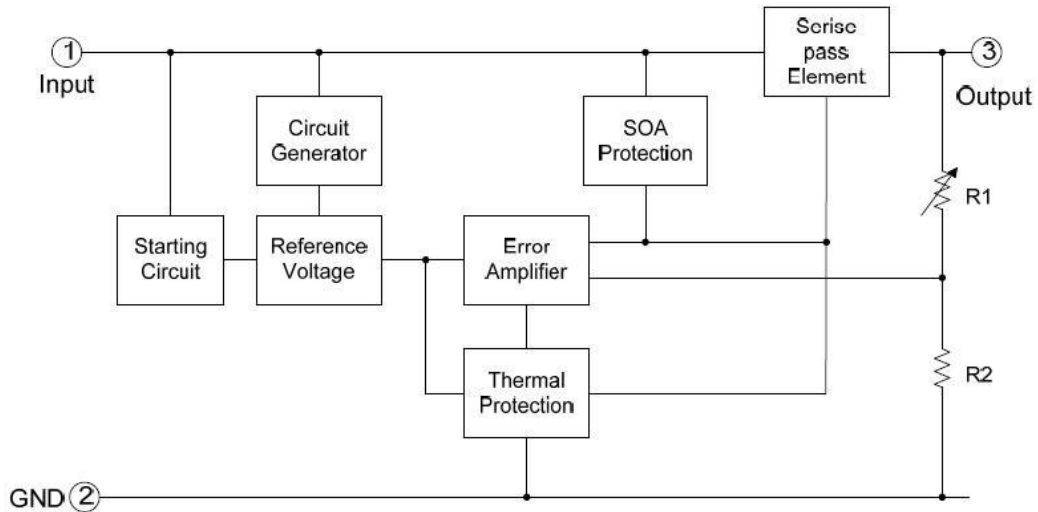 1
Input
Serise
pass
Element
3
Output
Circuit
Generator
SOA
Protection
R1
Starting
Circuit
Reference
Voltage
Error
Amplifier
Thermal
Protection
R2
GND 2